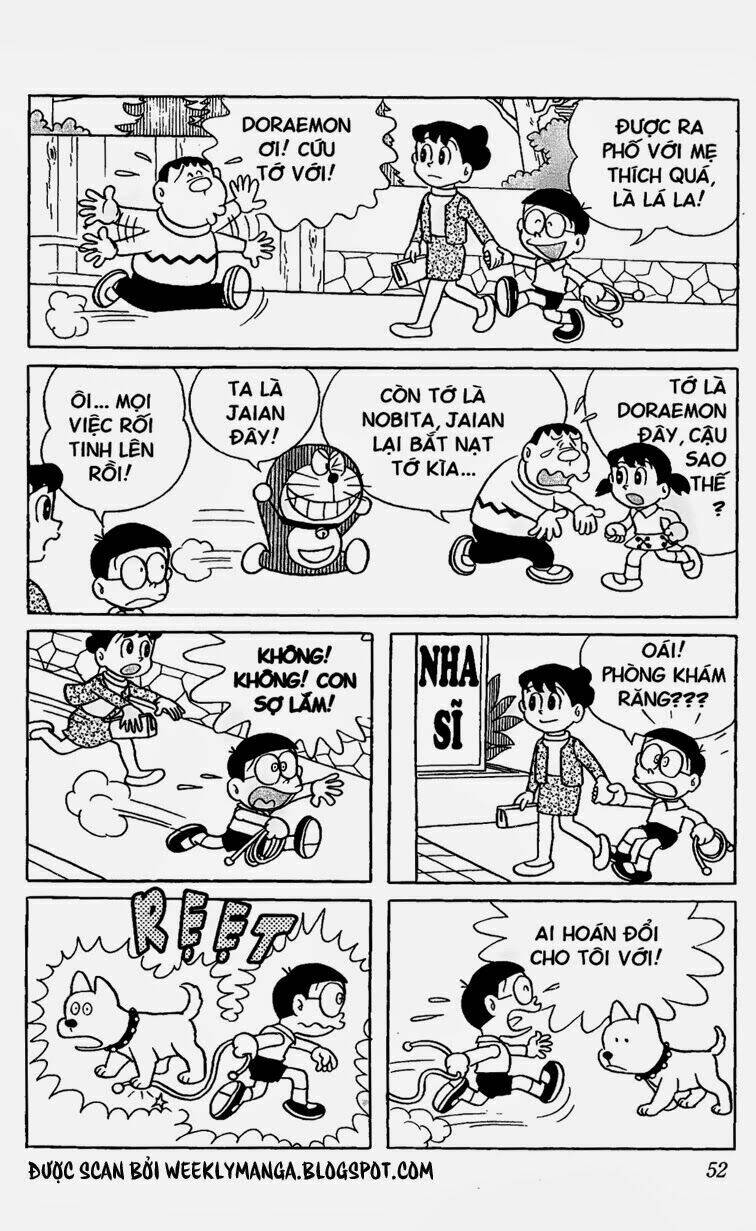 ĐƯỢC RA
PHỐ VỚI MẸ
THÍCH QUÁ,
LÀ LÁ LA!
DORAEMON
ƠI! CỨU
TỚ VỚI!
TỚ LÀ
DORAEMON
ĐÂY, CẬU
SAO
THẾ
?
CÒN TỚ LÀ
NOBITA, JAIAN
LẠI BẮT NẠT
TỚ KÌA...
TA LÀ
JAIAN
ĐÂY!
ÔI... MỌI
VIỆC RỐI
TINH LÊN
RỒI!
OÁI!
PHÒNG KHÁM
RĂNG???
NHA
SĨ
KHÔNG!
KHÔNG! CON
SỢ LẮM!
AI HOÁN ĐỔI
CHO TÔI VỚI!
RẸẸT
ĐƯỢC SCAN BỞI WEEKLYMANGA.BLOGSPOT.COM
52